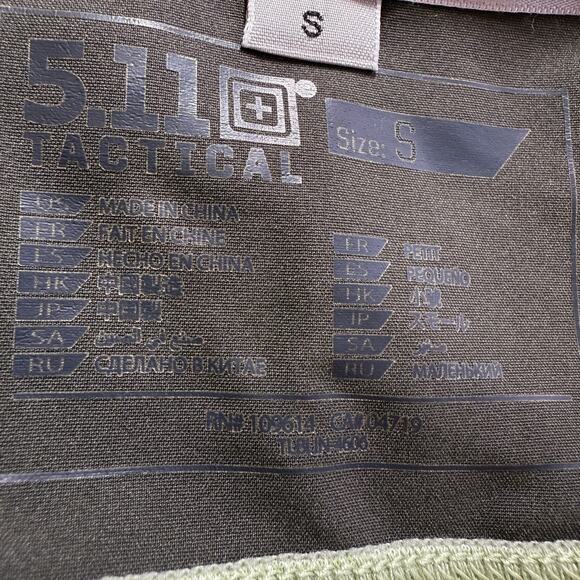 S
5.11
TACTICAL
Size: S
US MADE IN CHINA
FR FAIT EN CHINE
ES HECHO EN CHINA
HK 中國製造
JP 中国製
SA صنع في الصين
RU СДЕЛАНО В КИТАЕ
FR PETIT
ES PEQUEÑO
HK 小號
JP スモール
SA صغير
RU МАЛЕНЬКИЙ
RN# 109614 CA# 04719